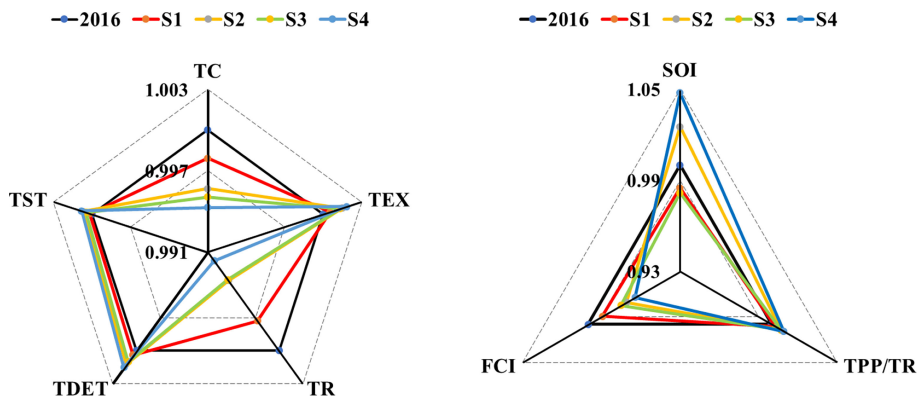 2016 S1 S2 S3 S4
TC
1.003
0.997
TST
TEX
0.991
TDET
TR
2016 S1 S2 S3 S4
SOI
1.05
0.99
0.93
FCI
TPP/TR